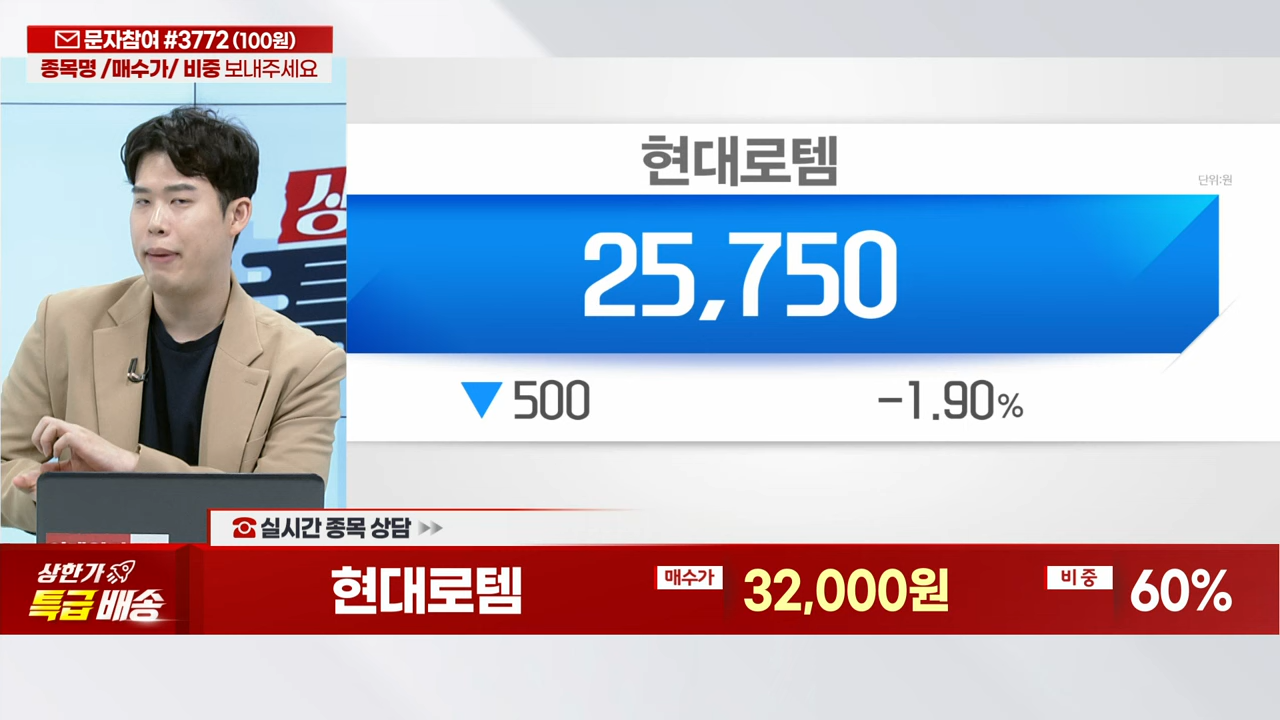 문자참여 #3772 (100원)
종목명 /매수가/ 비중 보내주세요
현대로템
단위:원
25,750
▼ 500 -1.90%
실시간 종목 상담
상한가
특급 배송
현대로템 매수가 32,000원 비중 60%